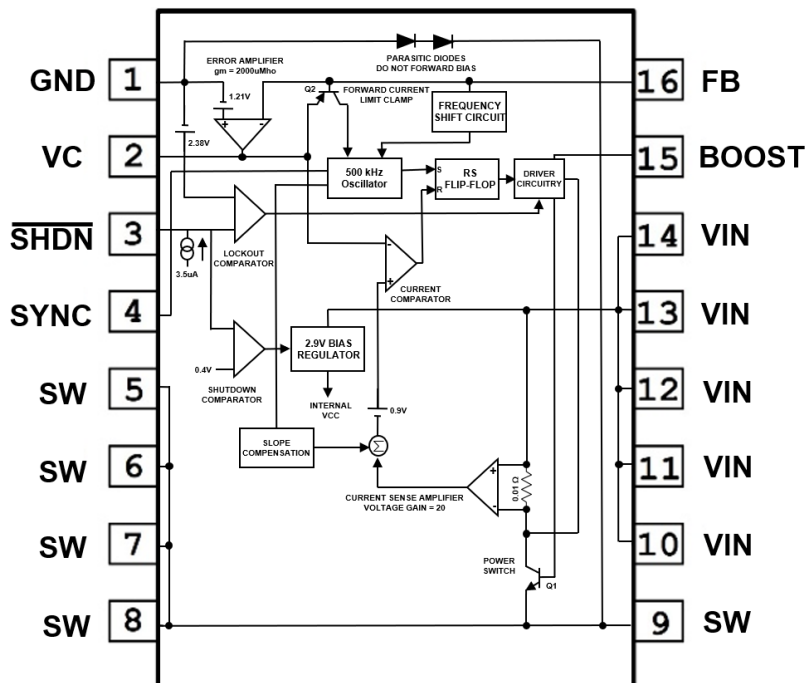 GND 1
VC 2
SHDN 3
SYNC 4
SW 5
SW 6
SW 7
SW 8
16 FB
15 BOOST
14 VIN
13 VIN
12 VIN
11 VIN
10 VIN
9 SW
PARASITIC DIODES
DO NOT FORWARD BIAS
ERROR AMPLIFIER
gm = 2000uMho
1.21V
+
-
2.38V
Q2
FORWARD CURRENT
LIMIT CLAMP
FREQUENCY
SHIFT CIRCUIT
500 kHz
Oscillator
S
R
RS
FLIP-FLOP
DRIVER
CIRCUITRY
3.5uA
LOCKOUT
COMPARATOR
-
+
CURRENT
COMPARATOR
2.9V BIAS
REGULATOR
0.4V
SHUTDOWN
COMPARATOR
INTERNAL
VCC
0.9V
SLOPE
COMPENSATION
Σ
CURRENT SENSE AMPLIFIER
VOLTAGE GAIN = 20
+
-
0.01 Ω
POWER
SWITCH
Q1